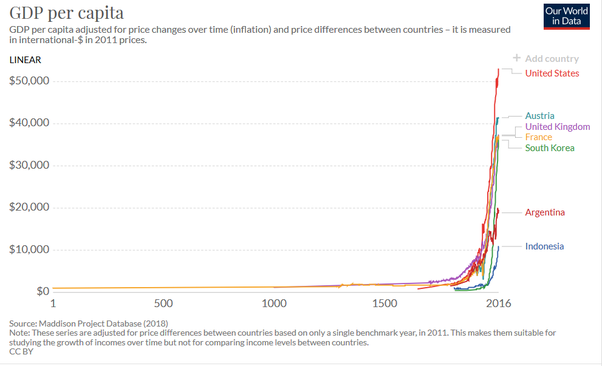 GDP per capita
GDP per capita adjusted for price changes over time (inflation) and price differences between countries – it is measured
in international-$ in 2011 prices.
Our World
in Data
LINEAR
+ Add country
$50,000
$40,000
$30,000
$20,000
$10,000
$0
United States
Austria
United Kingdom
France
South Korea
Argentina
Indonesia
1
500
1000
1500
2016
Source: Maddison Project Database (2018)
Note: These series are adjusted for price differences between countries based on only a single benchmark year, in 2011. This makes them suitable for
studying the growth of incomes over time but not for comparing income levels between countries.
CC BY